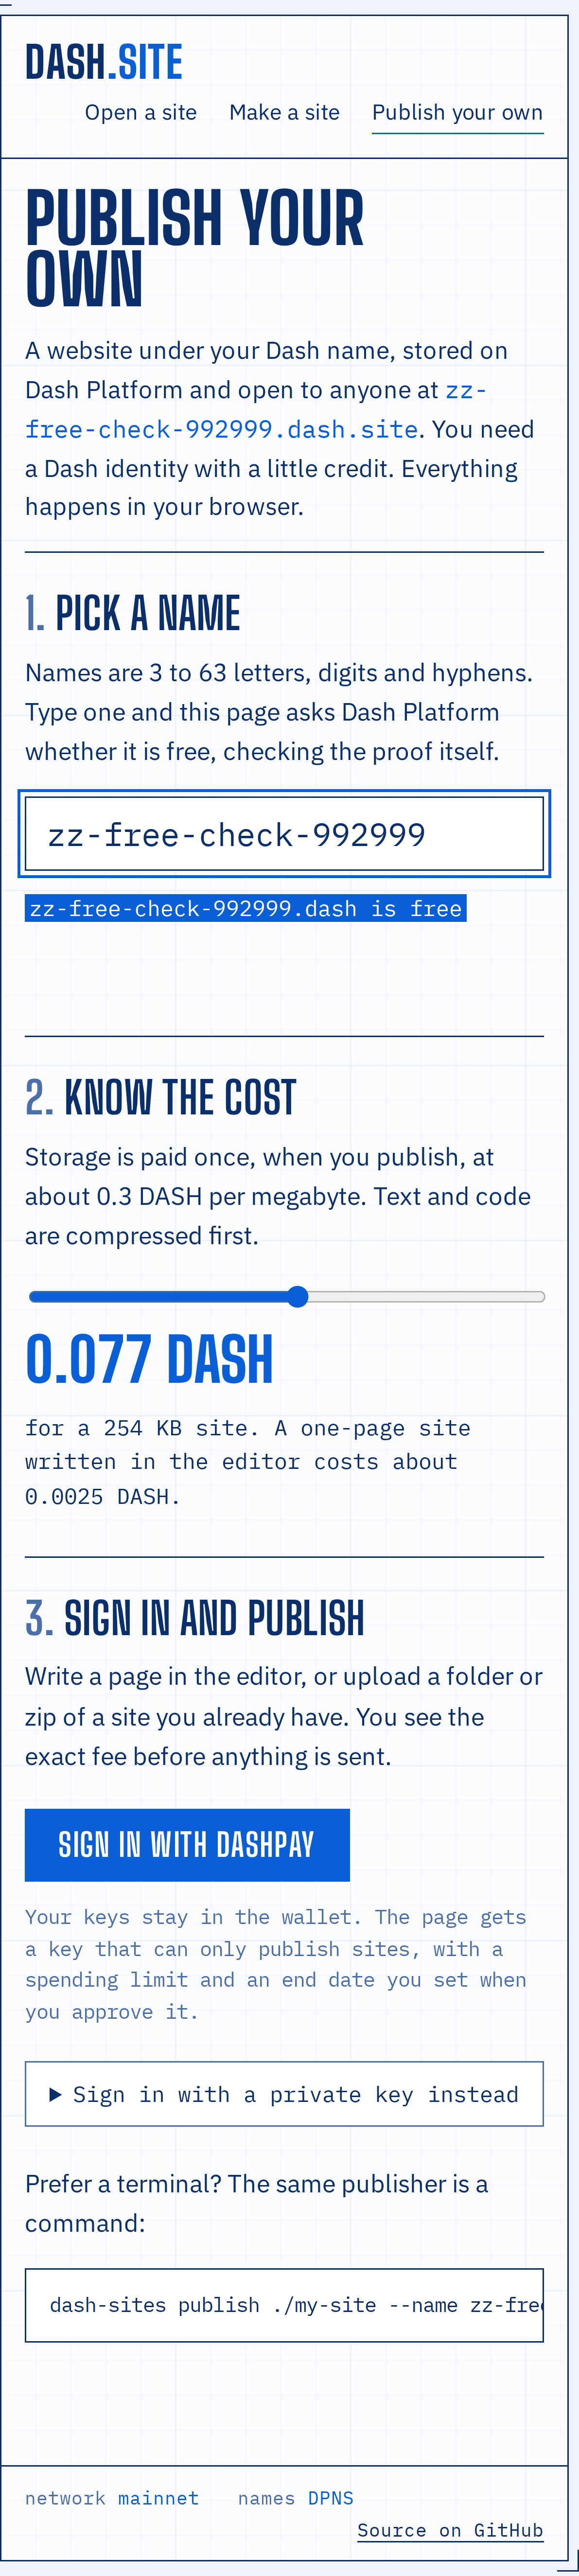 DASH.SITE
Open a site Make a site Publish your own
PUBLISH YOUR
OWN
A website under your Dash name, stored on
Dash Platform and open to anyone at zz-
free-check-992999.dash.site. You need
a Dash identity with a little credit. Everything
happens in your browser.
1. PICK A NAME
Names are 3 to 63 letters, digits and hyphens.
Type one and this page asks Dash Platform
whether it is free, checking the proof itself.
zz-free-check-992999
zz-free-check-992999.dash is free
2. KNOW THE COST
Storage is paid once, when you publish, at
about 0.3 DASH per megabyte. Text and code
are compressed first.
0.077 DASH
for a 254 KB site. A one-page site
written in the editor costs about
0.0025 DASH.
3. SIGN IN AND PUBLISH
Write a page in the editor, or upload a folder or
zip of a site you already have. You see the
exact fee before anything is sent.
SIGN IN WITH DASHPAY
Your keys stay in the wallet. The page gets
a key that can only publish sites, with a
spending limit and an end date you set when
you approve it.
Sign in with a private key instead
Prefer a terminal? The same publisher is a
command:
dash-sites publish ./my-site --name zz-free
network mainnet names DPNS
Source on GitHub